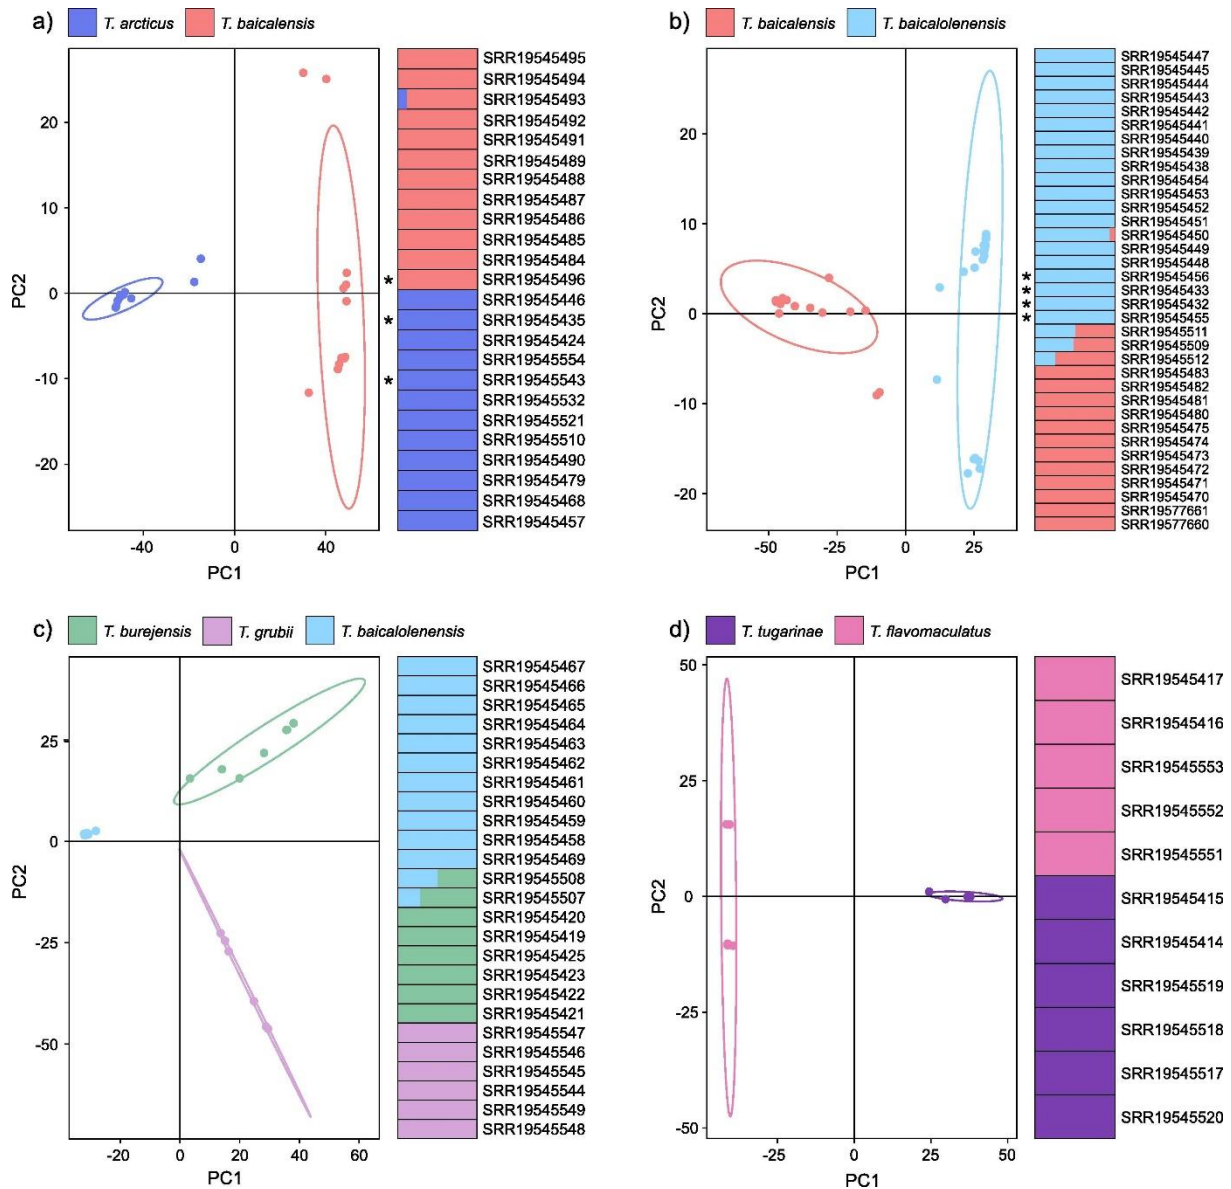 a) T. arcticus T. baicalensis
20
10
0
-10
-20
PC2
-40 0 40
PC1
*
*
*
SRR19545495
SRR19545494
SRR19545493
SRR19545492
SRR19545491
SRR19545489
SRR19545488
SRR19545487
SRR19545486
SRR19545485
SRR19545484
SRR19545496
SRR19545446
SRR19545435
SRR19545424
SRR19545554
SRR19545543
SRR19545532
SRR19545521
SRR19545510
SRR19545490
SRR19545479
SRR19545468
SRR19545457
b) T. baicalensis T. baicalolenensis
20
10
0
-10
-20
PC2
-50 -25 0 25
PC1
*
*
*
*
SRR19545447
SRR19545445
SRR19545444
SRR19545443
SRR19545442
SRR19545441
SRR19545440
SRR19545439
SRR19545438
SRR19545454
SRR19545453
SRR19545452
SRR19545451
SRR19545450
SRR19545449
SRR19545448
SRR19545456
SRR19545433
SRR19545432
SRR19545455
SRR19545511
SRR19545509
SRR19545512
SRR19545483
SRR19545482
SRR19545481
SRR19545480
SRR19545475
SRR19545474
SRR19545473
SRR19545472
SRR19545471
SRR19545470
SRR19577661
SRR19577660
c) T. burejensis T. grubii T. baicalolenensis
25
0
-25
-50
PC2
-20 0 20 40 60
PC1
SRR19545467
SRR19545466
SRR19545465
SRR19545464
SRR19545463
SRR19545462
SRR19545461
SRR19545460
SRR19545459
SRR19545458
SRR19545469
SRR19545508
SRR19545507
SRR19545420
SRR19545419
SRR19545425
SRR19545423
SRR19545422
SRR19545421
SRR19545547
SRR19545546
SRR19545545
SRR19545544
SRR19545549
SRR19545548
d) T. tugarinae T. flavomaculatus
50
25
0
-25
-50
PC2
-25 0 25 50
PC1
SRR19545417
SRR19545416
SRR19545553
SRR19545552
SRR19545551
SRR19545415
SRR19545414
SRR19545519
SRR19545518
SRR19545517
SRR19545520